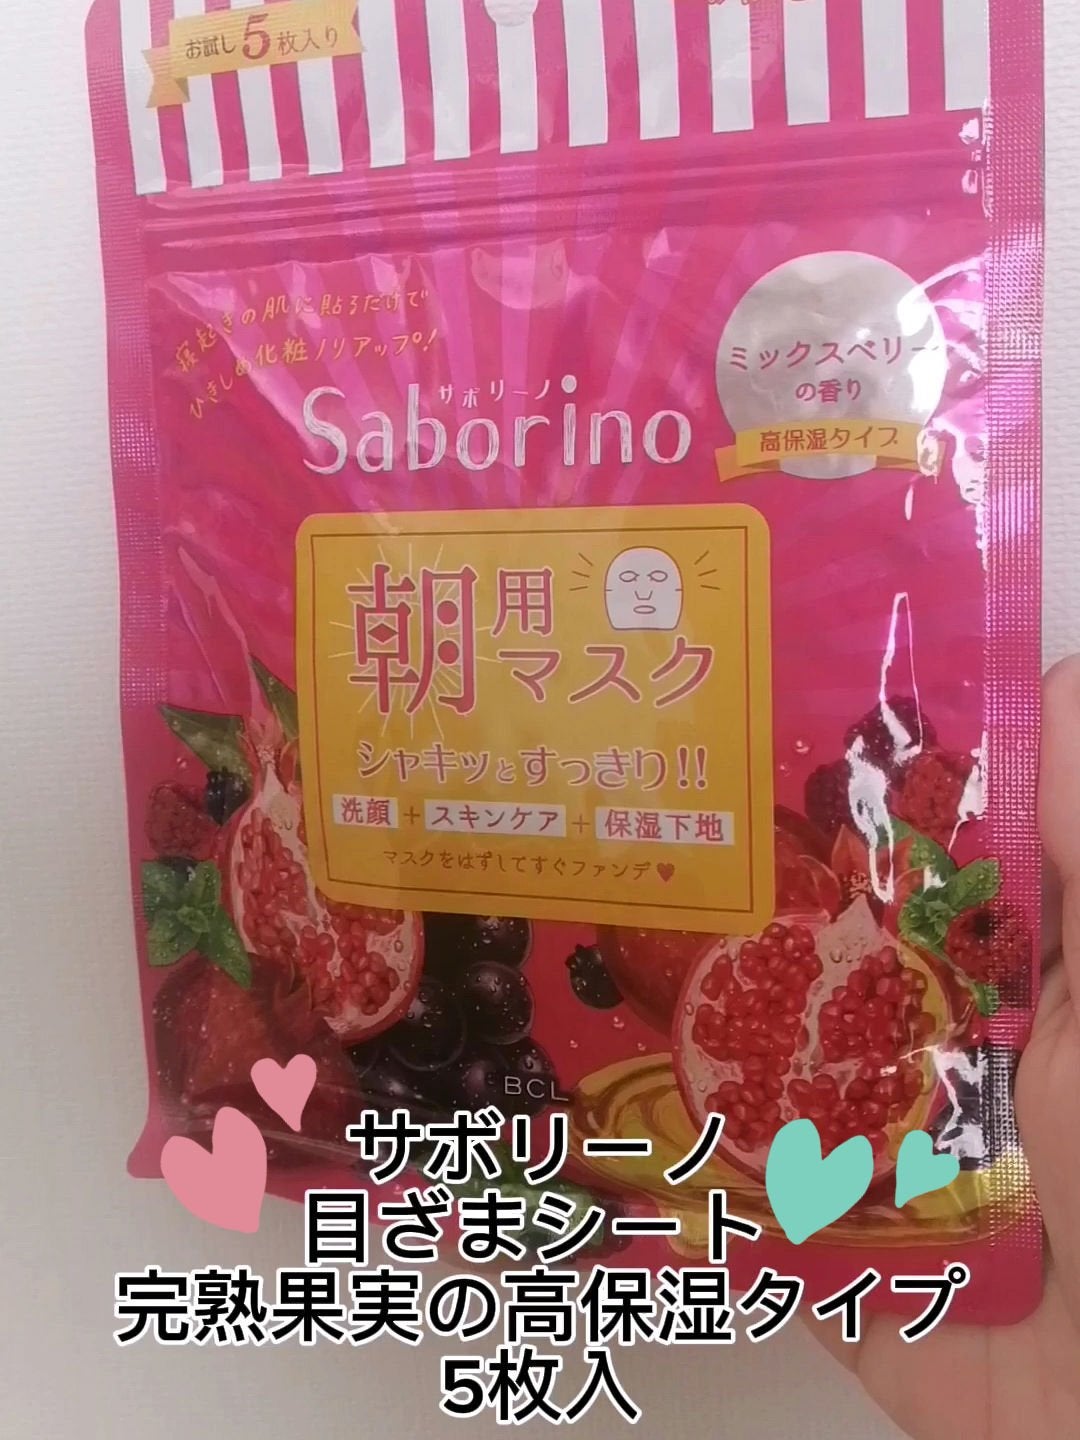 お試し5枚入り
寝起きの肌に貼るだけで
ひきしめ化粧ノリアップ!
サボリーノ
Saborino
ミックスベリー
の香り
高保湿タイプ
朝用
マスク
シャキッとすっきり!!
洗顔+スキンケア+保湿下地
マスクをはずしてすぐファンデ♥
BCL
サボリーノ
目ざまシート
完熟果実の高保湿タイプ
5枚入